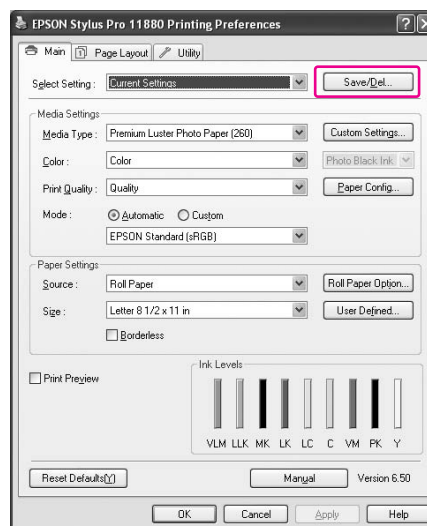 EPSON Stylus Pro 11880 Printing Preferences
Main Page Layout Utility
Select Setting : Current Settings Save/Del...
Media Settings
Media Type : Premium Luster Photo Paper (260) Custom Settings...
Color : Color Photo Black Ink
Print Quality : Quality Paper Config...
Mode : Automatic Custom
EPSON Standard (sRGB)
Paper Settings
Source : Roll Paper Roll Paper Option...
Size : Letter 8 1/2 x 11 in User Defined...
Borderless
Print Preview
Ink Levels
VLM LLK MK LK LC C VM PK Y
Reset Defaults(Y) Manual Version 6.50
OK Cancel Apply Help